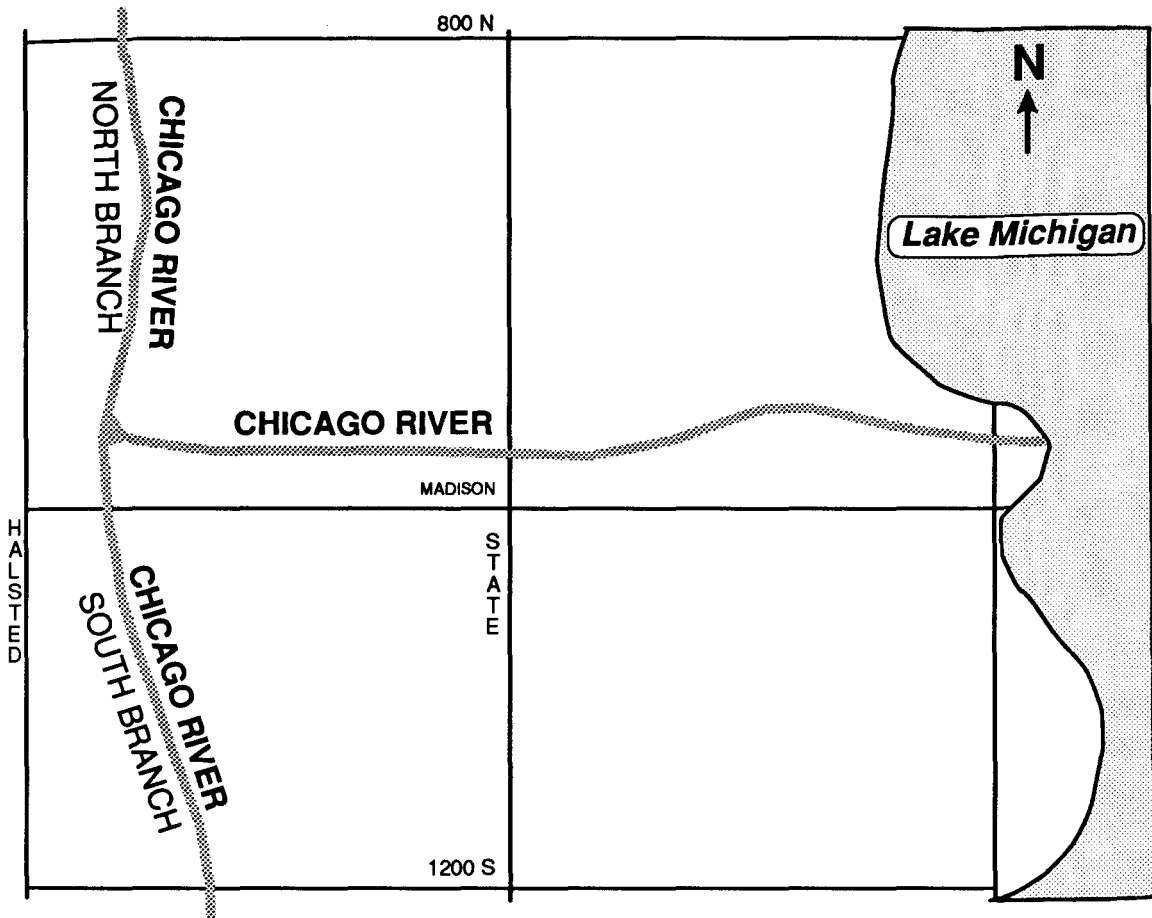 800 N
N
CHICAGO RIVER
NORTH BRANCH
Lake Michigan
CHICAGO RIVER
MADISON
HALSTED
STATE
CHICAGO RIVER
SOUTH BRANCH
1200 S